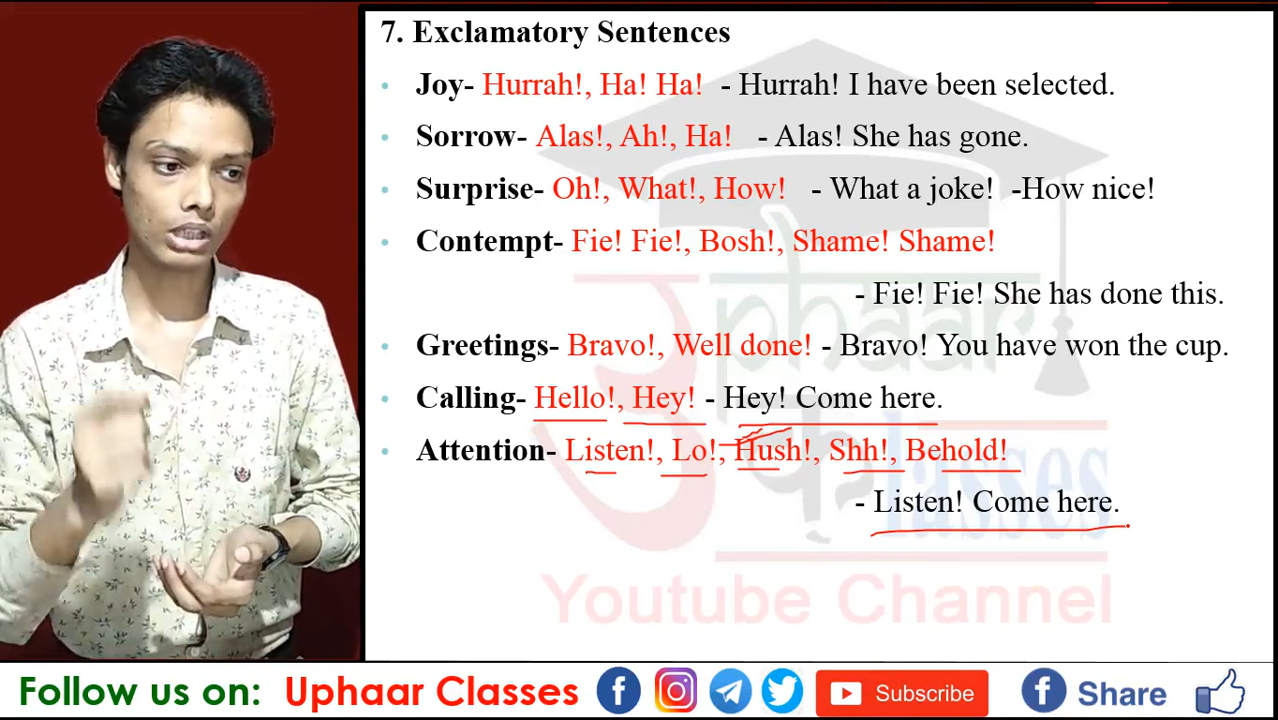 7. Exclamatory Sentences
• Joy- Hurrah!, Ha! Ha! - Hurrah! I have been selected.
• Sorrow- Alas!, Ah!, Ha! - Alas! She has gone.
• Surprise- Oh!, What!, How! - What a joke! -How nice!
• Contempt- Fie! Fie!, Bosh!, Shame! Shame!
- Fie! Fie! She has done this.
• Greetings- Bravo!, Well done! - Bravo! You have won the cup.
• Calling- Hello!, Hey! - Hey! Come here.
• Attention- Listen!, Lo!, Hush!, Shh!, Behold!
- Listen! Come here.
उphaar
कlasses
Youtube Channel
Follow us on: Uphaar Classes Subscribe Share